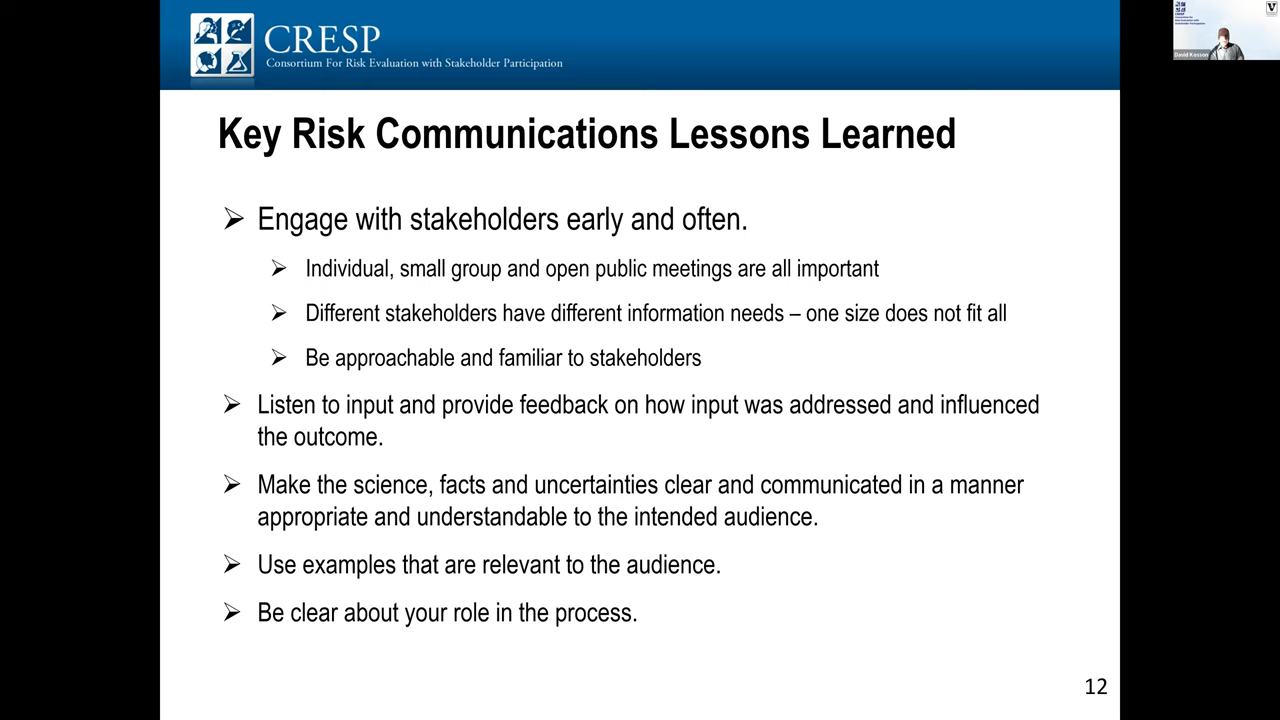 CRESP
Consortium For Risk Evaluation with Stakeholder Participation
Key Risk Communications Lessons Learned
➢ Engage with stakeholders early and often.
➢ Individual, small group and open public meetings are all important
➢ Different stakeholders have different information needs – one size does not fit all
➢ Be approachable and familiar to stakeholders
➢ Listen to input and provide feedback on how input was addressed and influenced
the outcome.
➢ Make the science, facts and uncertainties clear and communicated in a manner
appropriate and understandable to the intended audience.
➢ Use examples that are relevant to the audience.
➢ Be clear about your role in the process.
12
CRESP
David Kosson
V